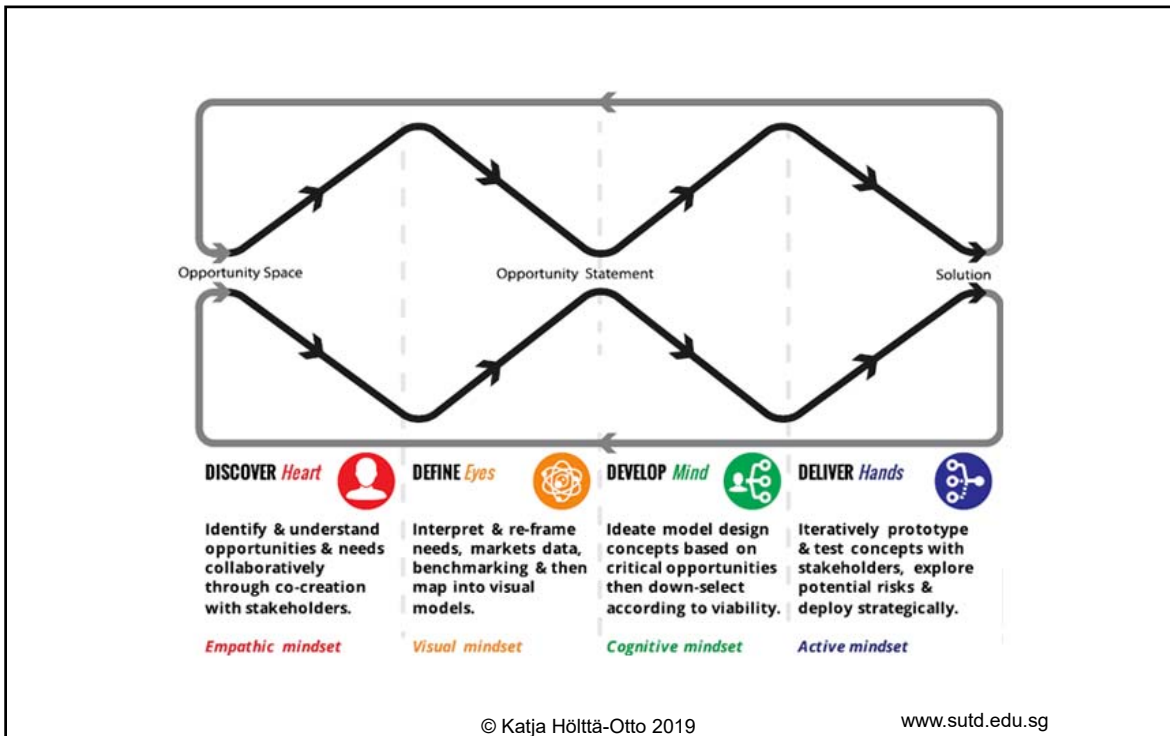 Opportunity Space
Opportunity Statement
Solution
DISCOVER Heart
Identify & understand
opportunities & needs
collaboratively
through co-creation
with stakeholders.
Empathic mindset
DEFINE Eyes
Interpret & re-frame
needs, markets data,
benchmarking & then
map into visual
models.
Visual mindset
DEVELOP Mind
Ideate model design
concepts based on
critical opportunities
then down-select
according to viability.
Cognitive mindset
DELIVER Hands
Iteratively prototype
& test concepts with
stakeholders, explore
potential risks &
deploy strategically.
Active mindset
© Katja Hölttä-Otto 2019
www.sutd.edu.sg